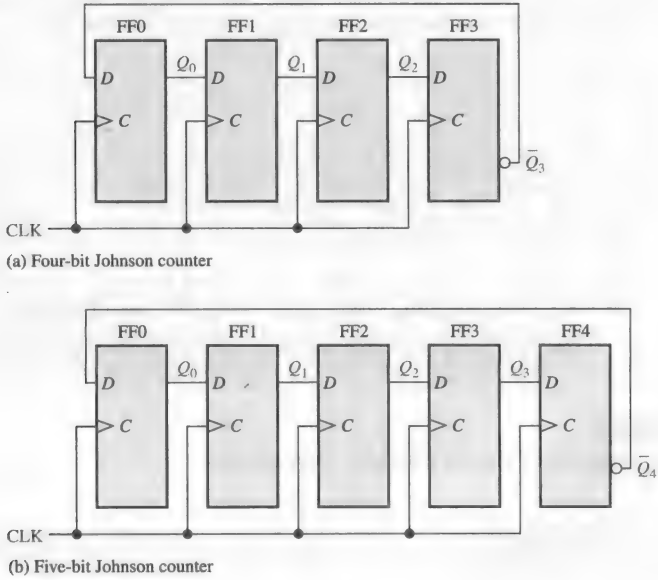 FF0 FF1 FF2 FF3
D Q0 D Q1 D Q2 D
C C C C
Q̅3
CLK
(a) Four-bit Johnson counter
FF0 FF1 FF2 FF3 FF4
D Q0 D Q1 D Q2 D Q3 D
C C C C C
Q̅4
CLK
(b) Five-bit Johnson counter